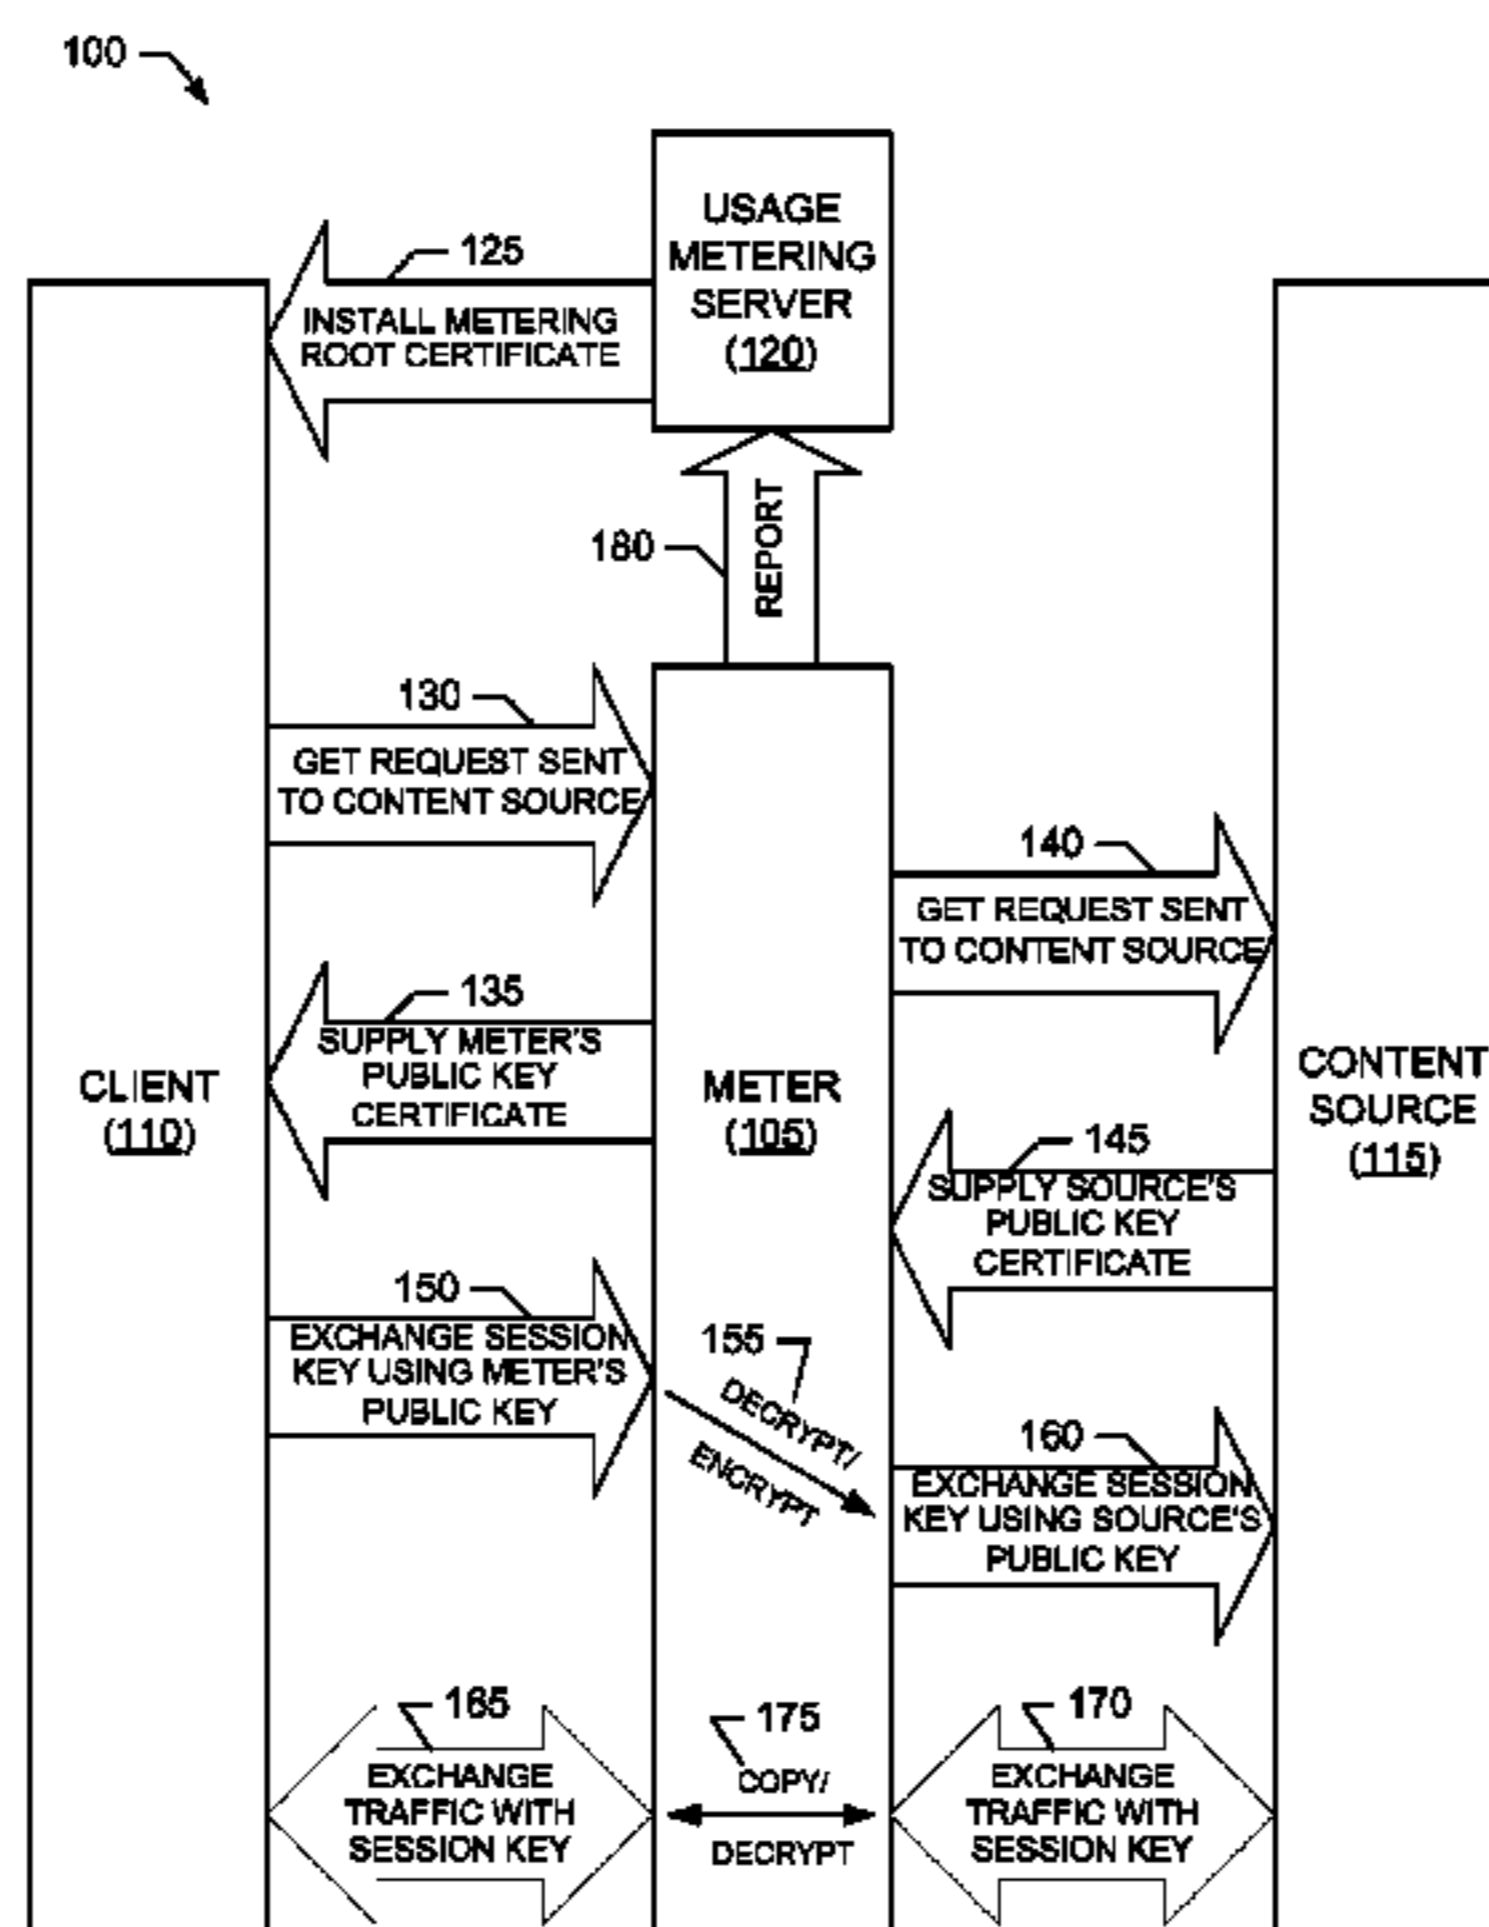 100
USAGE
METERING
SERVER
(120)
125
INSTALL METERING
ROOT CERTIFICATE
180
REPORT
130
GET REQUEST SENT
TO CONTENT SOURCE
140
GET REQUEST SENT
TO CONTENT SOURCE
135
SUPPLY METER'S
PUBLIC KEY
CERTIFICATE
CLIENT
(110)
METER
(105)
CONTENT
SOURCE
(115)
145
SUPPLY SOURCE'S
PUBLIC KEY
CERTIFICATE
150
EXCHANGE SESSION
KEY USING METER'S
PUBLIC KEY
155
DECRYPT/
ENCRYPT
160
EXCHANGE SESSION
KEY USING SOURCE'S
PUBLIC KEY
165
EXCHANGE
TRAFFIC WITH
SESSION KEY
175
COPY/
DECRYPT
170
EXCHANGE
TRAFFIC WITH
SESSION KEY